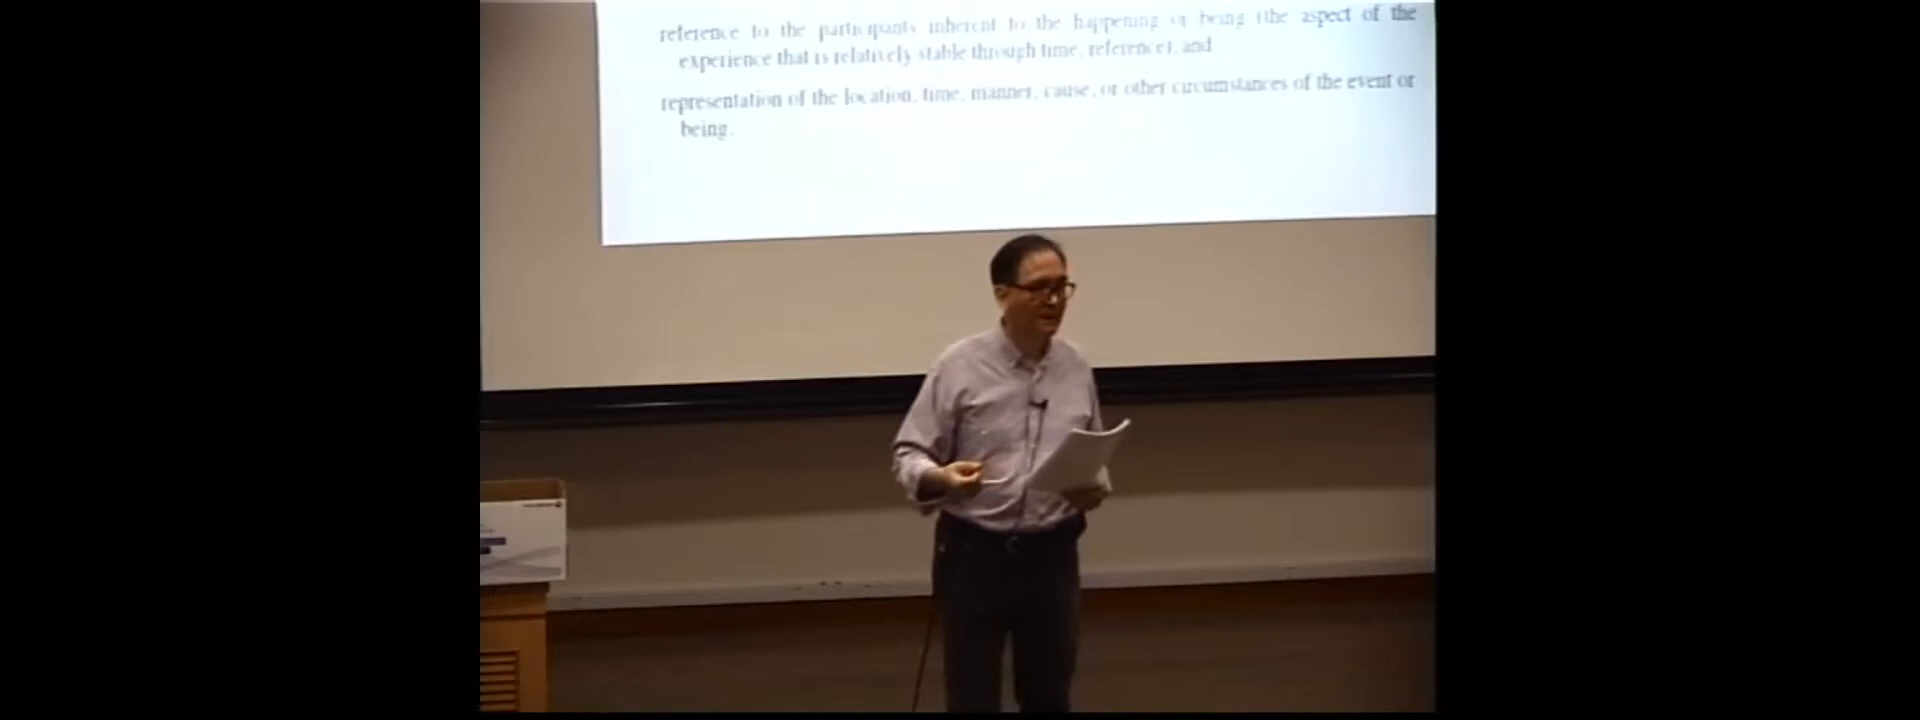 reference to the participants inherent to the happening or being (the aspect of the
experience that is relatively stable through time, reference), and
representation of the location, time, manner, cause, or other circumstances of the event or
being.